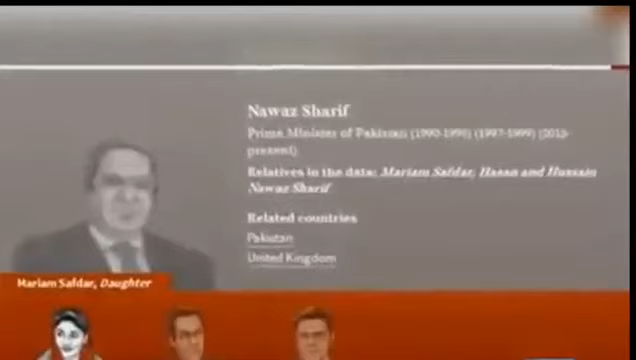 Nawaz Sharif
Prime Minister of Pakistan (1990-1993) (1997-1999) (2013-
present)
Relatives in the data: Mariam Safdar, Hasan and Hussain
Nawaz Sharif
Related countries
Pakistan
United Kingdom
Mariam Safdar, Daughter